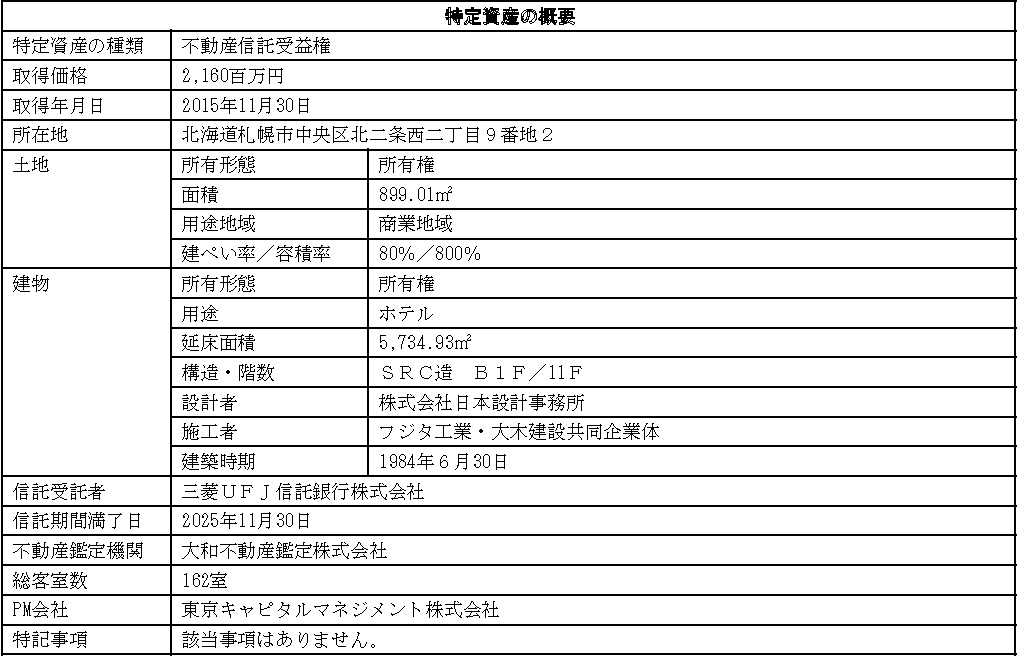 特定資産の概要
特定資産の種類 不動産信託受益権
取得価格 2,160百万円
取得年月日 2015年11月30日
所在地 北海道札幌市中央区北二条西二丁目９番地２
土地 所有形態 所有権
面積 899.01㎡
用途地域 商業地域
建ぺい率／容積率 80％／800％
建物 所有形態 所有権
用途 ホテル
延床面積 5,734.93㎡
構造・階数 ＳＲＣ造　Ｂ１Ｆ／11Ｆ
設計者 株式会社日本設計事務所
施工者 フジタ工業・大木建設共同企業体
建築時期 1984年６月30日
信託受託者 三菱ＵＦＪ信託銀行株式会社
信託期間満了日 2025年11月30日
不動産鑑定機関 大和不動産鑑定株式会社
総客室数 162室
PM会社 東京キャピタルマネジメント株式会社
特記事項 該当事項はありません。